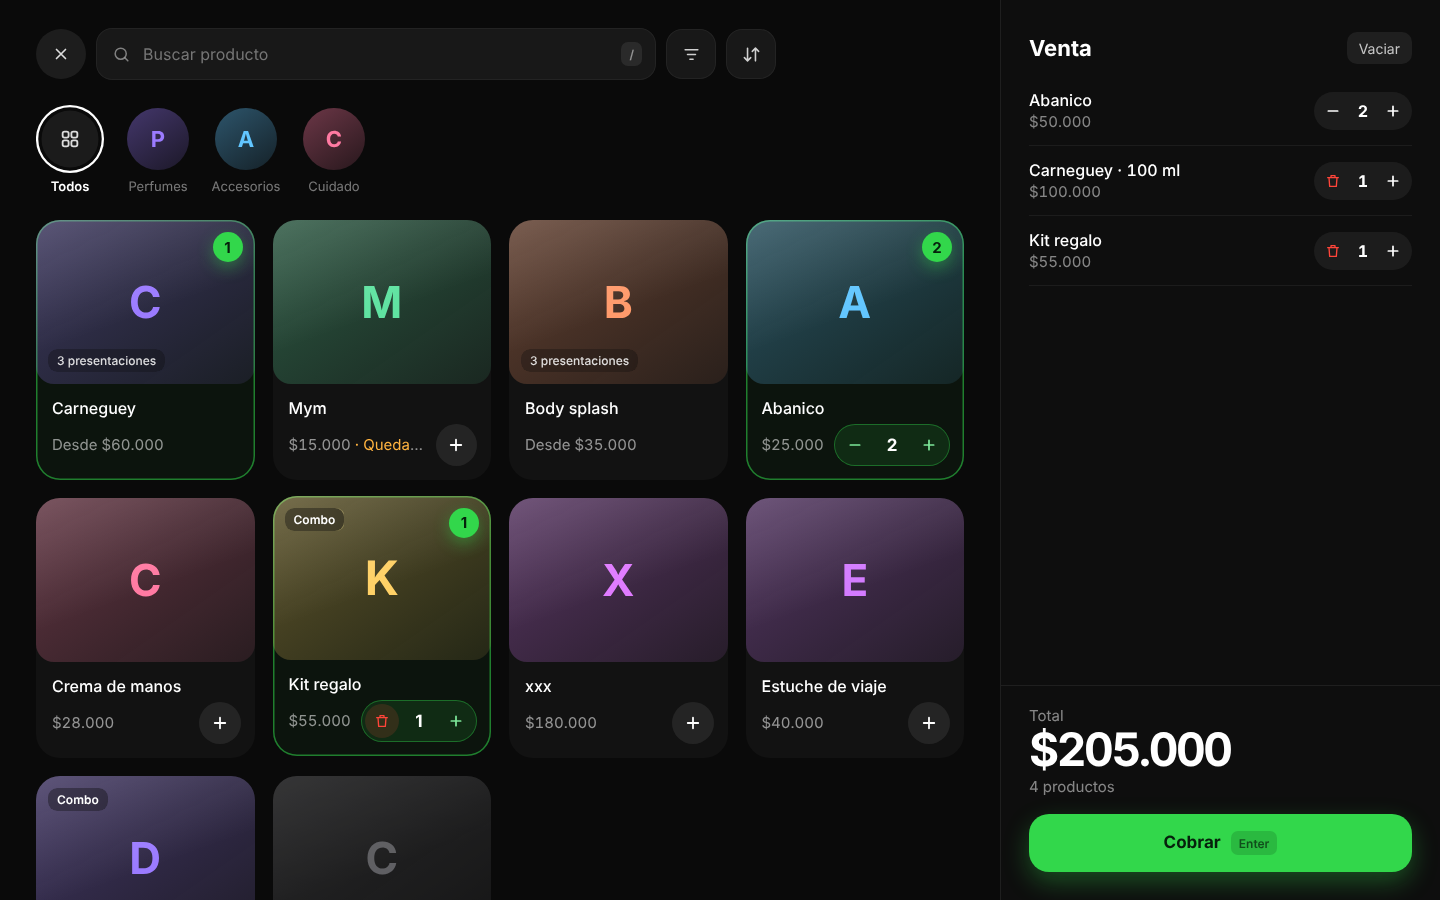 Buscar producto
/
Todos
P
Perfumes
A
Accesorios
C
Cuidado
C
1
3 presentaciones
Carneguey
Desde $60.000
M
Mym
$15.000 · Queda...
B
3 presentaciones
Body splash
Desde $35.000
A
2
Abanico
$25.000
2
C
Crema de manos
$28.000
Combo
1
K
Kit regalo
$55.000
1
X
xxx
$180.000
E
Estuche de viaje
$40.000
Combo
D
C
Venta
Vaciar
Abanico
$50.000
2
Carneguey · 100 ml
$100.000
1
Kit regalo
$55.000
1
Total
$205.000
4 productos
Cobrar Enter